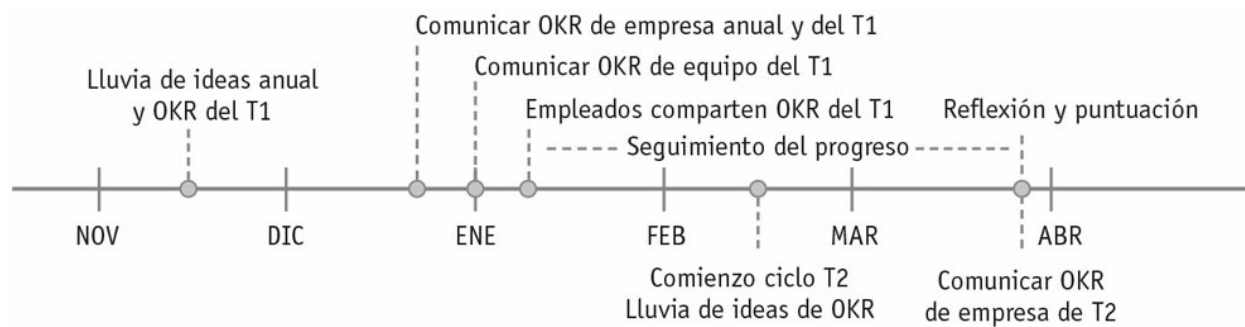 Comunicar OKR de empresa anual y del T1
Lluvia de ideas anual
y OKR del T1
Comunicar OKR de equipo del T1
Empleados comparten OKR del T1
Reflexión y puntuación
Seguimiento del progreso
NOV
DIC
ENE
FEB
MAR
ABR
Comienzo ciclo T2
Lluvia de ideas de OKR
Comunicar OKR
de empresa de T2